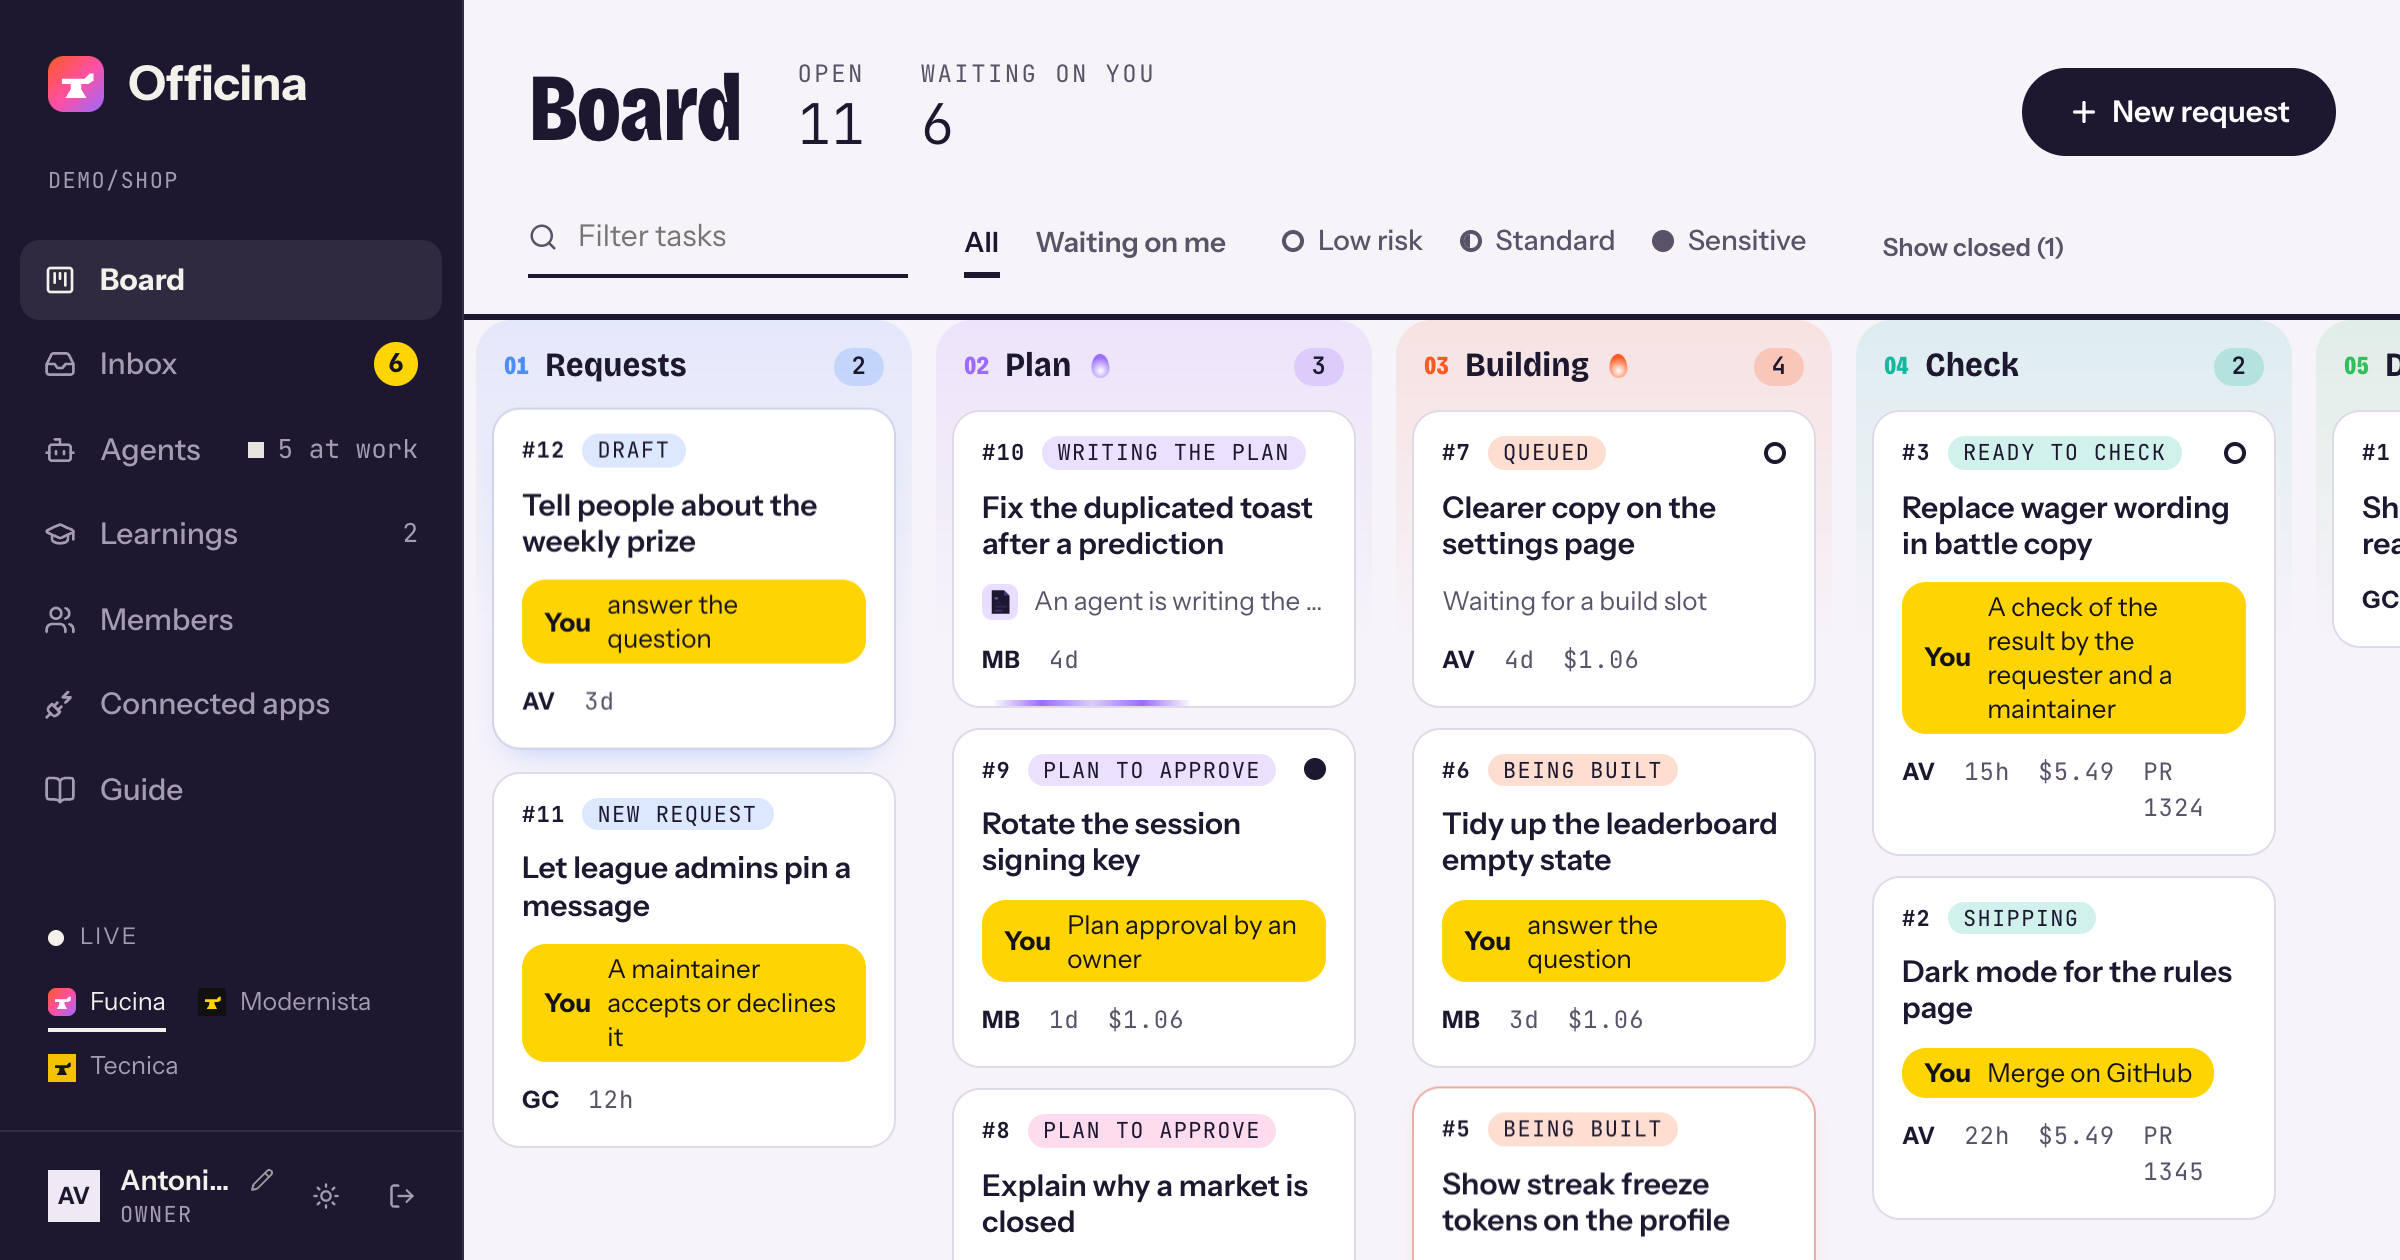 Officina
DEMO/SHOP
Board
Inbox 6
Agents 5 at work
Learnings 2
Members
Connected apps
Guide
LIVE
Fucina Modernista
Tecnica
AV Antoni...
OWNER
Board
OPEN
11
WAITING ON YOU
6
+ New request
Filter tasks
All
Waiting on me
Low risk
Standard
Sensitive
Show closed (1)
01 Requests 2
#12 DRAFT
Tell people about the
weekly prize
You answer the
question
AV 3d
#11 NEW REQUEST
Let league admins pin a
message
You A maintainer
accepts or declines
it
GC 12h
02 Plan 3
#10 WRITING THE PLAN
Fix the duplicated toast
after a prediction
An agent is writing the ...
MB 4d
#9 PLAN TO APPROVE
Rotate the session
signing key
You Plan approval by an
owner
MB 1d $1.06
#8 PLAN TO APPROVE
Explain why a market is
closed
03 Building 4
#7 QUEUED
Clearer copy on the
settings page
Waiting for a build slot
AV 4d $1.06
#6 BEING BUILT
Tidy up the leaderboard
empty state
You answer the
question
MB 3d $1.06
#5 BEING BUILT
Show streak freeze
tokens on the profile
04 Check 2
#3 READY TO CHECK
Replace wager wording
in battle copy
You A check of the
result by the
requester and a
maintainer
AV 15h $5.49 PR
1324
#2 SHIPPING
Dark mode for the rules
page
You Merge on GitHub
AV 22h $5.49 PR
1345
05
#1
GC